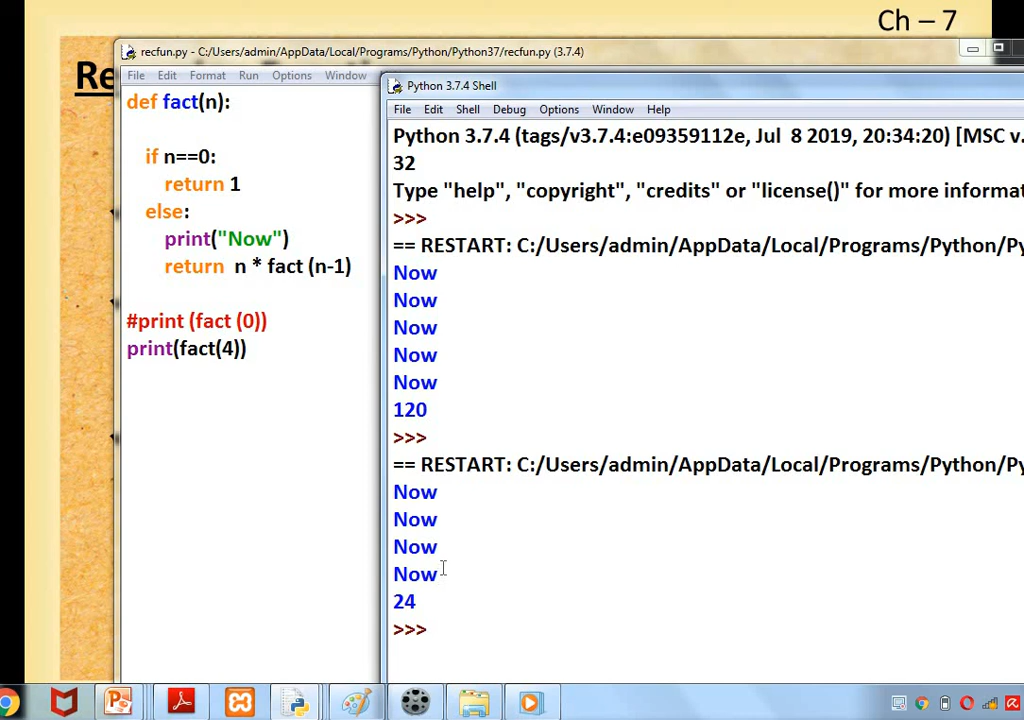 Ch – 7
Re
recfun.py - C:/Users/admin/AppData/Local/Programs/Python/Python37/recfun.py (3.7.4)
File Edit Format Run Options Window
def fact(n):
if n==0:
return 1
else:
print("Now")
return n * fact (n-1)
#print (fact (0))
print(fact(4))
Python 3.7.4 Shell
File Edit Shell Debug Options Window Help
Python 3.7.4 (tags/v3.7.4:e09359112e, Jul 8 2019, 20:34:20) [MSC v.
32
Type "help", "copyright", "credits" or "license()" for more informat
>>>
== RESTART: C:/Users/admin/AppData/Local/Programs/Python/Py
Now
Now
Now
Now
Now
120
>>>
== RESTART: C:/Users/admin/AppData/Local/Programs/Python/Py
Now
Now
Now
Now
24
>>>